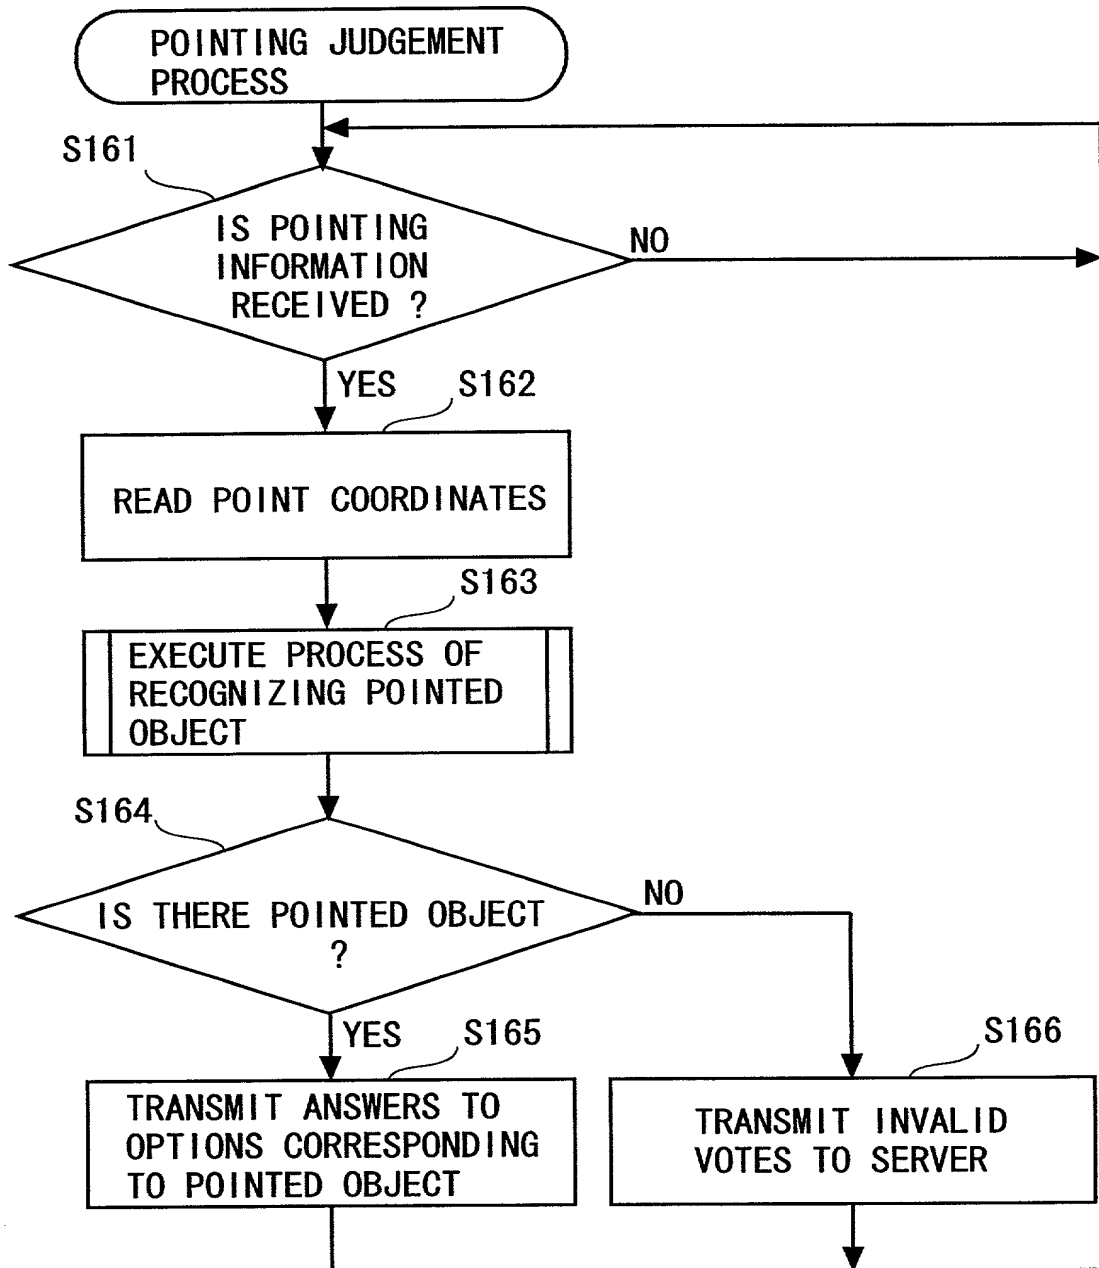 POINTING JUDGEMENT
PROCESS
S161
IS POINTING
INFORMATION
RECEIVED ?
NO
YES
S162
READ POINT COORDINATES
S163
EXECUTE PROCESS OF
RECOGNIZING POINTED
OBJECT
S164
IS THERE POINTED OBJECT
?
NO
YES
S165
S166
TRANSMIT ANSWERS TO
OPTIONS CORRESPONDING
TO POINTED OBJECT
TRANSMIT INVALID
VOTES TO SERVER